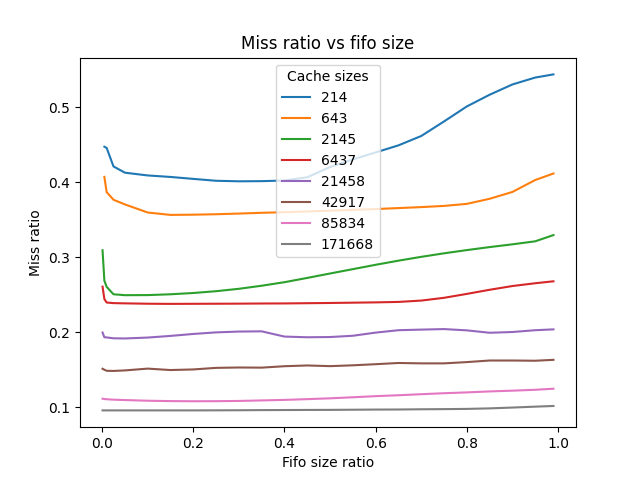 Miss ratio vs fifo size
Cache sizes
214
643
2145
6437
21458
42917
85834
171668
Miss ratio
0.5
0.4
0.3
0.2
0.1
0.0 0.2 0.4 0.6 0.8 1.0
Fifo size ratio